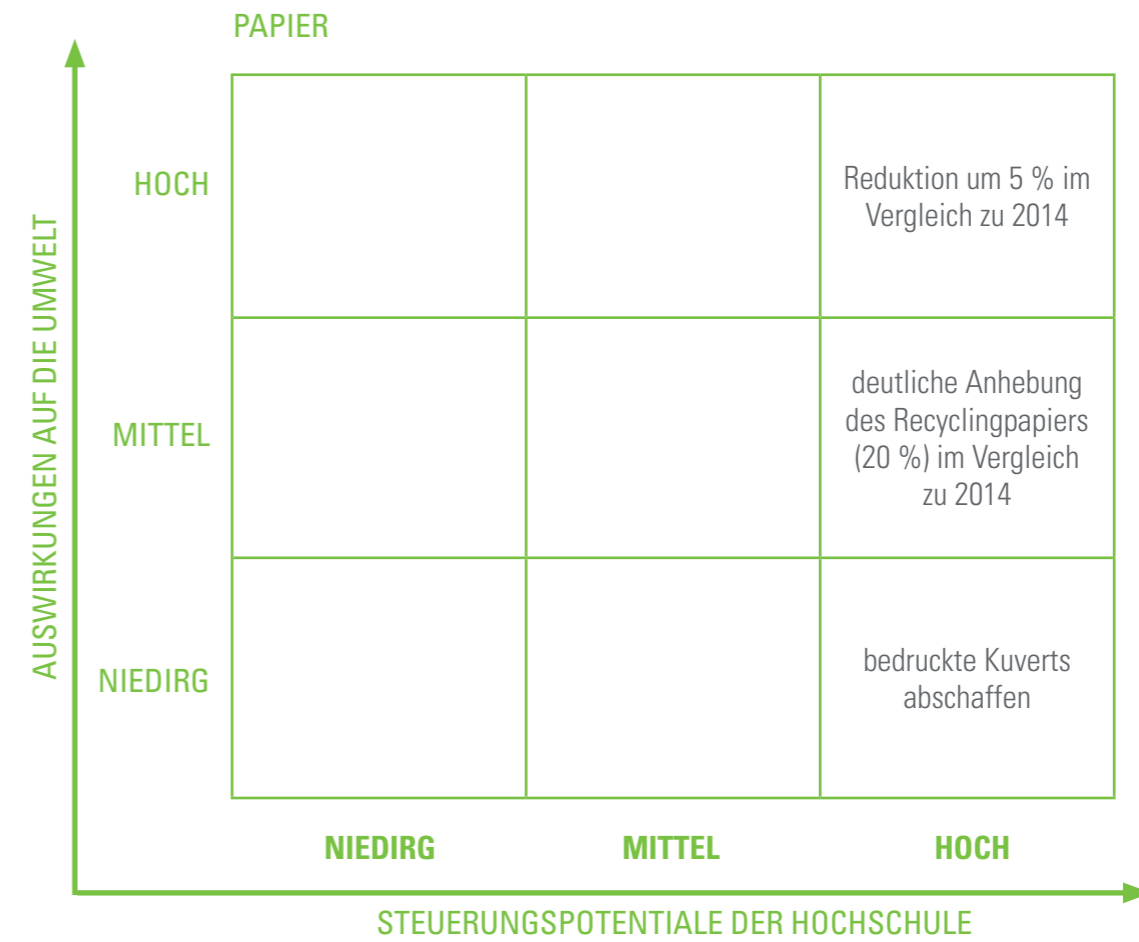 PAPIER
AUSWIRKUNGEN AUF DIE UMWELT
HOCH
Reduktion um 5 % im
Vergleich zu 2014
MITTEL
deutliche Anhebung
des Recyclingpapiers
(20 %) im Vergleich
zu 2014
NIEDIRG
bedruckte Kuverts
abschaffen
NIEDIRG
MITTEL
HOCH
STEUERUNGSPOTENTIALE DER HOCHSCHULE